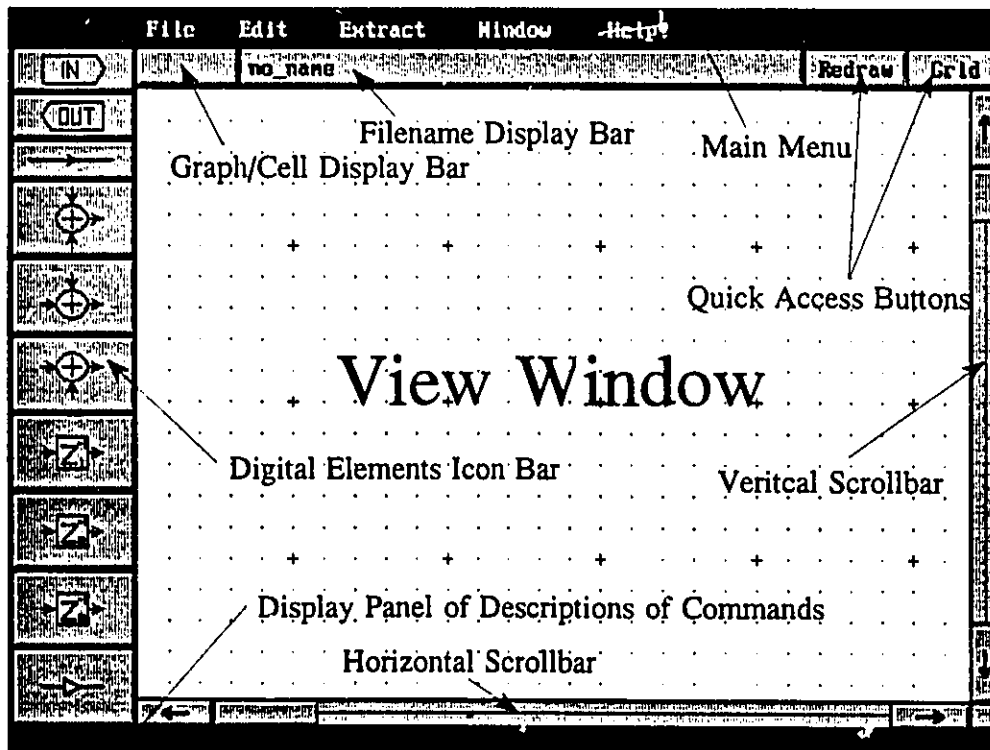 File Edit Extract Window Help
IN no_name Redraw Grid
OUT
Filename Display Bar
Main Menu
Graph/Cell Display Bar
Quick Access Buttons
View Window
Digital Elements Icon Bar
Veritcal Scrollbar
Z
Z
Z
Display Panel of Descriptions of Commands
Horizontal Scrollbar